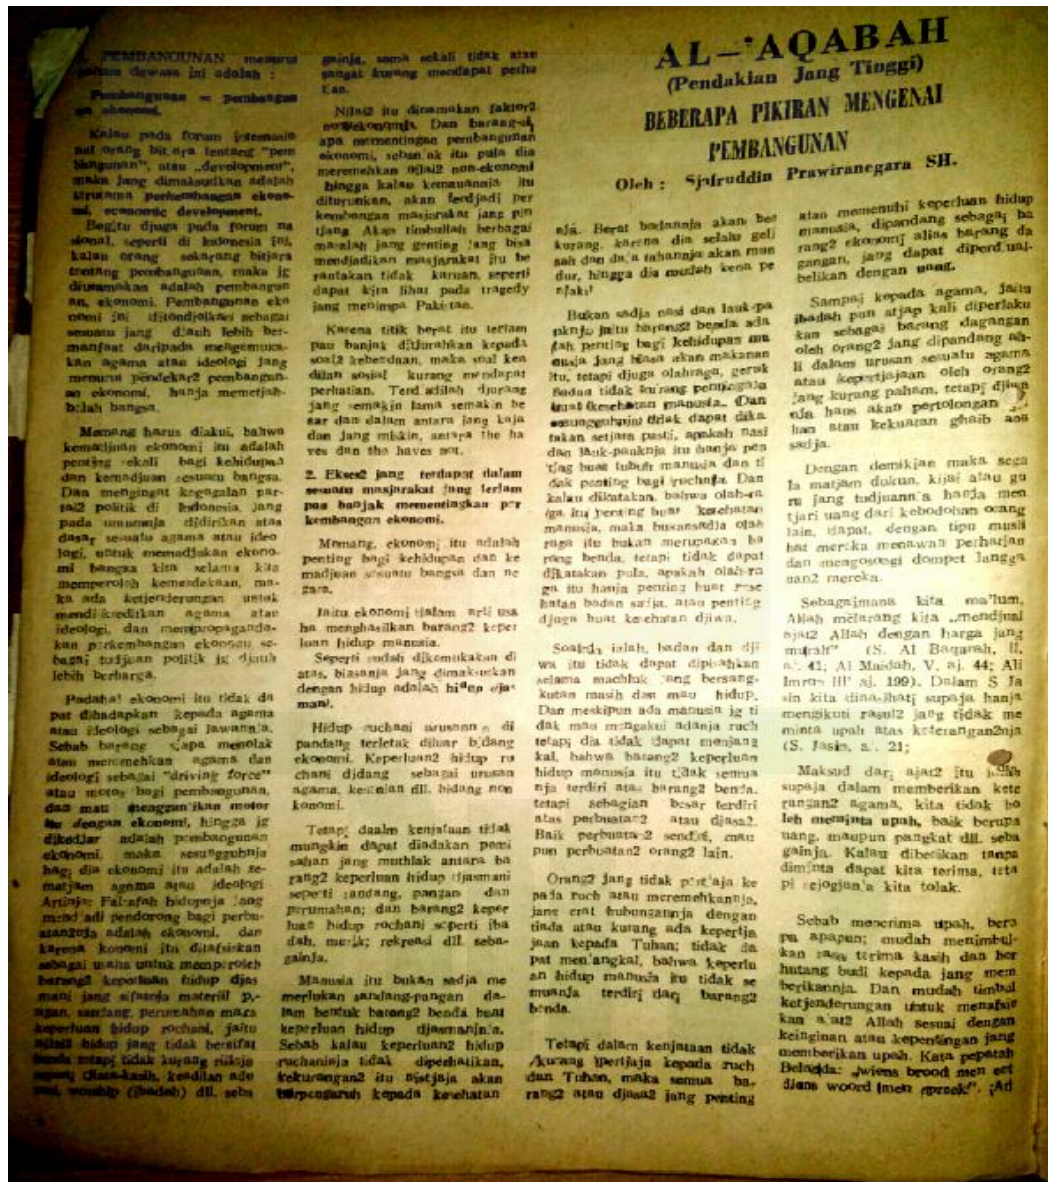 AL-'AQABAH
(Pendakian Jang Tinggi)
BEBERAPA PIKIRAN MENGENAI
PEMBANGUNAN
Oleh : Sjafruddin Prawiranegara SH.
PEMBANGUNAN menurut
paham dewasa ini adalah :
Pembangunan = pembangun
an ekonomi.
Kalau pada forum internasio
nal orang bitjara tentang "pem
bangunan", atau „development",
maka jang dimaksudkan adalah
terutama perkembangan ekono-
mi, economic development.
Begitu djuga pada forum na
sional, seperti di Indonesia ini,
kalau orang sekarang bitjara
tentang pembangunan, maka jg
diutamakan adalah pembangun
an, ekonomi. Pembangunan eko
nomi ini ditondjolkan sebagai
sesuatu jang djauh lebih ber-
manfaat daripada mengemuka-
kan agama atau ideologi jang
menurut pendekar2 pembangun-
an ekonomi, hanja memetjah-
belah bangsa.
Memang harus diakui, bahwa
kemadjuan ekonomi itu adalah
penting sekali bagi kehidupan
dan kemadjuan sesuatu bangsa.
Dan mengingat kegagalan par-
tai2 politik di Indonesia, jang
pada umumnja didirikan atas
dasar sesuatu agama atau ideo
logi, untuk memadjukan ekono-
mi bangsa kita selama kita
memperoleh kemerdekaan, ma-
ka ada ketjenderungan untuk
mendiskreditkan agama atau
ideologi, dan mempropaganda-
kan perkembangan ekonomi se-
bagai tudjuan politik jg djauh
lebih berharga.
Padahal ekonomi itu tidak da
pat dihadapkan kepada agama
atau ideologi sebagai lawannja.
Sebab barang siapa menolak
atau meremehkan agama dan
ideologi sebagai "driving force"
atau motor bagi pembangunan,
dan mau menggantikan motor
itu dengan ekonomi, hingga jg
dikedjar adalah pembangunan
ekonomi, maka sesungguhnja
bagi dia ekonomi itu adalah se-
matjam agama atau ideologi
Artinja: Falsafah hidupnja jang
mendjadi pendorong bagi perbu-
atan2nja adalah ekonomi, dan
karena konomi itu ditafsirkan
sebagai usaha untuk memperoleh
barang2 keperluan hidup djas
mani jang sifatnja materiil pa-
ngan, sandang, perumahan maka
keperluan hidup rochani, jaitu
nilai2 hidup jang tidak bersifat
benda tetapi tidak kurang riilnja
seperti tjinta-kasih, keadilan
worship (ibadah) dll. seba
gainja, sama sekali tidak atau
sangat kurang mendapat perha
tian.
Nilai2 itu dinamakan faktor2
non-ekonomis. Dan barang-si
apa mementingan pembangunan
ekonomi, sebanjak itu pula dia
meremehkan nilai2 non-ekonomi
hingga kalau kemauannja itu
diturunkan, akan terdjadi per
kembangan masjarakat jang pin
tjang. Akan timbullah berbagai
masalah jang genting jang bisa
mendjadikan masjarakat itu be
rantakan tidak karuan, seperti
dapat kita lihat pada tragedy
jang menimpa Pakistan.
Karena titik berat itu terlam
pau banjak ditjurahkan kepada
soal2 kebendaan, maka soal kea
dilan sosial kurang mendapat
perhatian. Terdjadilah djurang
jang semakin lama semakin be
sar dan dalam antara jang kaja
dan jang miskin, antara the ha
ves dan the haves not.
2. Ekses2 jang terdapat dalam
sesuatu masjarakat jang terlam
pau banjak mementingkan per
kembangan ekonomi.
Memang, ekonomi itu adalah
penting bagi kehidupan dan ke
madjuan sesuatu bangsa dan ne
gara.
Jaitu ekonomi dalam arti usa
ha menghasilkan barang2 keper
luan hidup manusia.
Seperti sudah dikemukakan di
atas, biasanja jang dimaksudkan
dengan hidup adalah hidup djas
mani.
Hidup ruchani urusannja di
pandang terletak diluar bidang
ekonomi. Keperluan2 hidup ru
chani didang sebagai urusan
agama, kesenian dll. bidang non
konomi.
Tetapi daalm kenjataan tidak
mungkin dapat diadakan pemi
sahan jang muthlak antara ba
rang2 keperluan hidup djasmani
seperti sandang, pangan dan
perumahan; dan barang2 keper
luan hidup rochani seperti iba
dah, musik; rekreasi dll. seba-
gainja.
Manusia itu bukan sadja me
merlukan sandang-pangan da-
lam bentuk barang2 benda buat
keperluan hidup djasmaninja.
Sebab kalau keperluan2 hidup
ruchaninja tidak diperhatikan,
kekurangan2 itu nistjaja akan
berpengaruh kepada kesehatan
nja. Berat badannja akan ber
kurang, karena dia selalu geli
sah dan daja tahannja akan mun
dur, hingga dia mudah kena pe
njakit
Bukan sadja nasi dan lauk-pa
uknja jaitu barang2 benda ada
lah penting bagi kehidupan ma
nusia jang biasa akan makanan
itu, tetapi djuga olahraga, gerak
badan tidak kurang pentingnja
buat kesehatan manusia. Dan
sesungguhnja tidak dapat dika
takan setjara pasti, apakah nasi
dan lauk-pauknja itu hanja pen
ting buat tubuh manusia dan ti
dak penting bagi ruchnja. Dan
kalau dikatakan, bahwa olah-ra
ga itu penting buat kesehatan
manusia, maka bukansadja olah
raga itu bukan merupakan ba
rang benda, tetapi tidak dapat
dikatakan pula, apakah olah-ra
ga itu hanja penting buat kese
hatan badan sadja, atau penting
djuga buat kesehatan djiwa.
Soalnja ialah, badan dan dji
wa itu tidak dapat dipisahkan
selama machluk jang bersang-
kutan masih dan mau hidup.
Dan meskipun ada manusia jg ti
dak mau mengakui adanja ruch
tetapi dia tidak dapat menjang
kal, bahwa barang2 keperluan
hidup manusia itu tidak semua
nja terdiri atas barang2 benda.
tetapi sebagian besar terdiri
atas perbuatan2 atau djasa2.
Baik perbuatan2 sendiri, mau
pun perbuatan2 orang2 lain.
Orang2 jang tidak pertjaja ke
pada ruch atau meremehkannja,
jang erat hubungannja dengan
tiada atau kurang ada kepertja
jaan kepada Tuhan; tidak da
pat menjangkal, bahwa keperlu
an hidup manusia itu tidak se
muanja terdiri dari barang2
benda.
Tetapi dalam kenjataan tidak
/kurang pertjaja kepada ruch
dan Tuhan, maka semua ba-
rang2 atau djasa2 jang penting
atau memenuhi keperluan hidup
manusia, dipandang sebagai ba
rang2 ekonomi alias barang da
gangan, jang dapat diperdjual-
belikan dengan uang.
Sampai kepada agama, jaitu
ibadah pun atjap kali diperlaku
kan sebagai barang dagangan
oleh orang2 jang dipandang ah-
li dalam urusan sesuatu agama
atau kepertjajaan oleh orang2
jang kurang paham, tetapi djiwa
nja haus akan pertolongan
han atau kekuatan ghaib
sadja.
Dengan demikian maka sega
la matjam dukun, kijai atau gu
ru jang tudjuannja hanja men
tjari uang dari kebodohan orang
lain, dapat, dengan tipu musli
hat mereka menawan perhatian
dan mengosongi dompet langga
nan2 mereka.
Sebagaimana kita ma'lum,
Allah melarang kita „mendjual
ajat2 Allah dengan harga jang
murah" (S. Al Baqarah, II,
aj. 41; Al Maidah, V. aj. 44; Ali
Imron III' aj. 199). Dalam S Ja
sin kita dinasihati supaja hanja
mengikuti rasul2 jang tidak me
minta upah atas keterangan2nja
(S. Jasin, aj. 21;
Maksud dari ajat2 itu
supaja dalam memberikan kete
rangan2 agama, kita tidak bo
leh meminta upah, baik berupa
uang, maupun pangkat dll. seba
gainja. Kalau diberikan tanpa
diminta dapat kita terima, teta
pi sejogjanja kita tolak.
Sebab menerima upah, beru
pa apapun; mudah menimbul-
kan rasa terima kasih dan ber
hutang budi kepada jang mem
berikannja. Dan mudah timbul
ketjenderungan untuk menafsir
kan ajat2 Allah sesuai dengan
keinginan atau kepentingan jang
memberikan upah. Kata pepatah
Belanda: „wiens brood men eet
diens woord men spreekt".